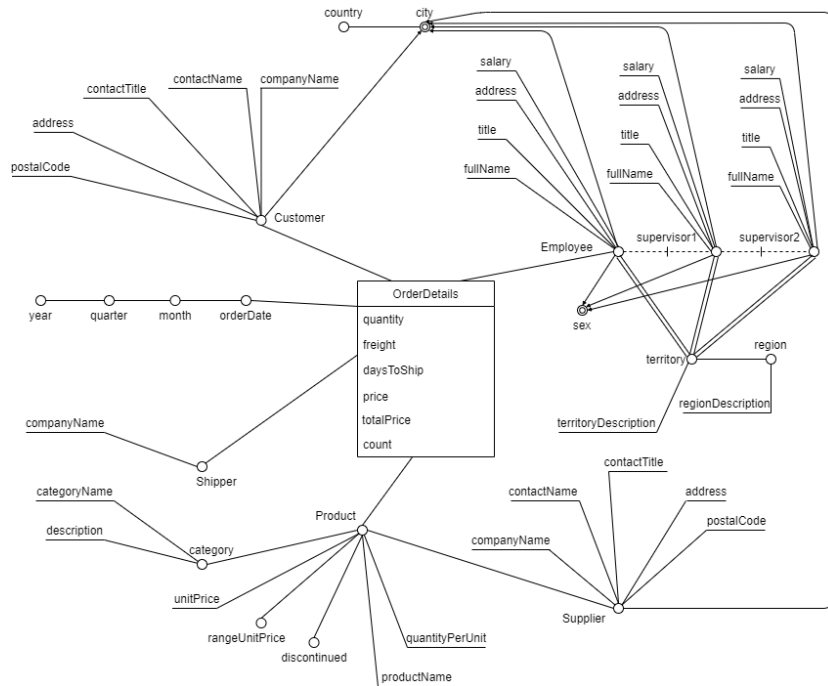 country
city
contactName
companyName
contactTitle
address
postalCode
Customer
salary
address
title
fullName
Employee
salary
address
title
fullName
supervisor1
salary
address
title
fullName
supervisor2
sex
territory
region
regionDescription
territoryDescription
year
quarter
month
orderDate
OrderDetails
quantity
freight
daysToShip
price
totalPrice
count
companyName
Shipper
categoryName
description
category
Product
unitPrice
rangeUnitPrice
discontinued
productName
quantityPerUnit
contactTitle
contactName
address
postalCode
companyName
Supplier